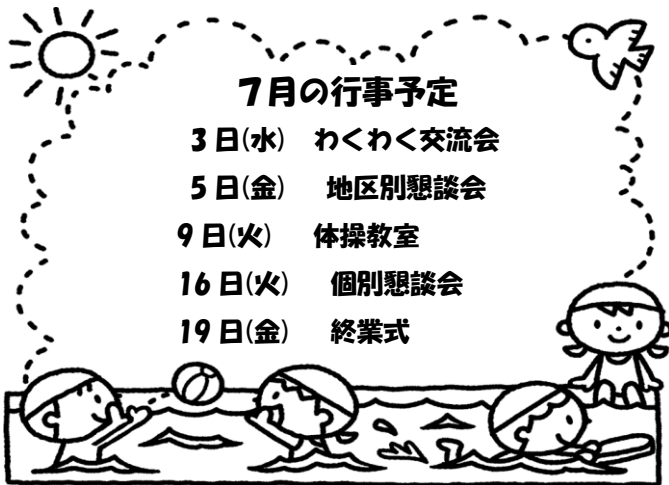 7月の行事予定
3日(水) わくわく交流会
5日(金) 地区別懇談会
9日(火) 体操教室
16日(火) 個別懇談会
19日(金) 終業式